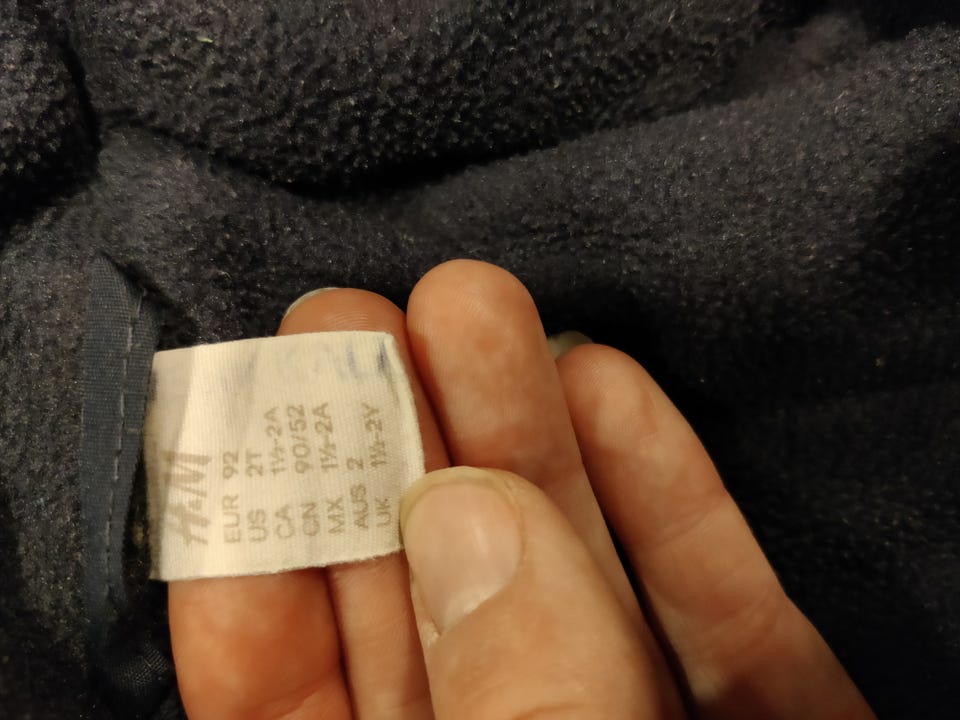 H&M
EUR 92
US 2T
CA 1½-2A
CN 90/52
MX 1½-2A
AUS 2
UK 1½-2Y